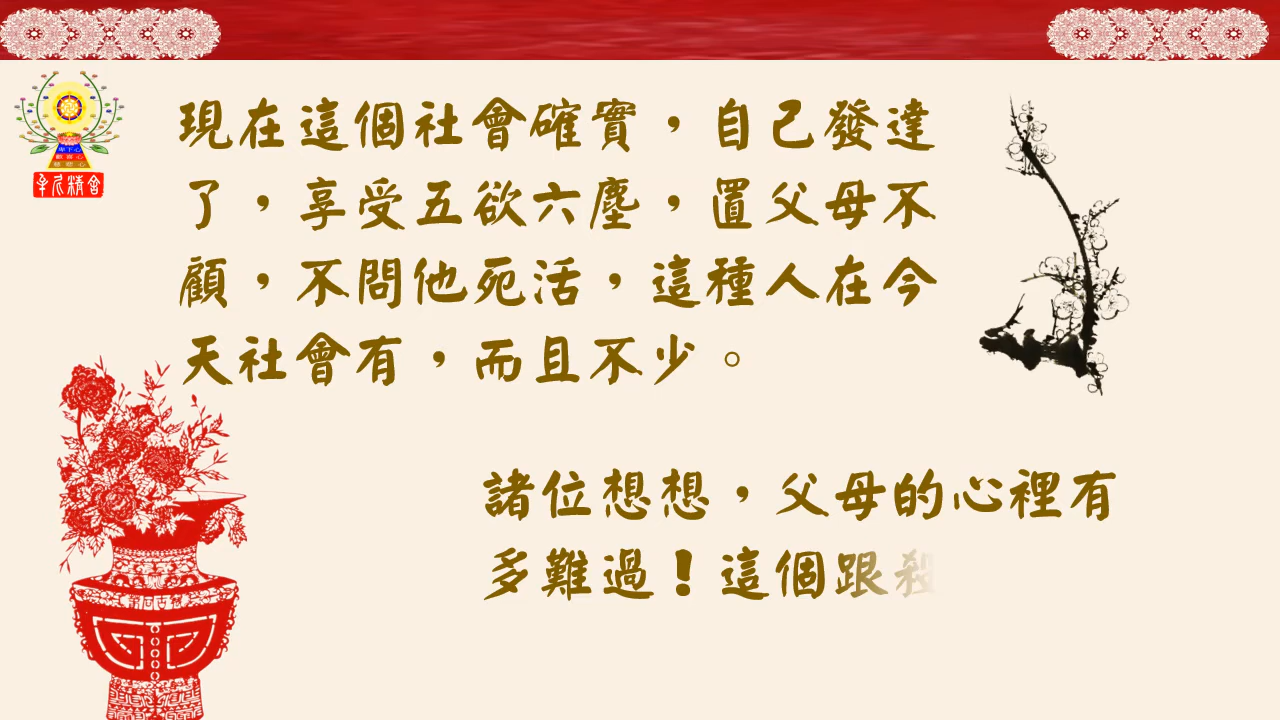 現在這個社會確實，自己發達
了，享受五欲六塵，置父母不
顧，不問他死活，這種人在今
天社會有，而且不少。
諸位想想，父母的心裡有
多難過！這個跟殺